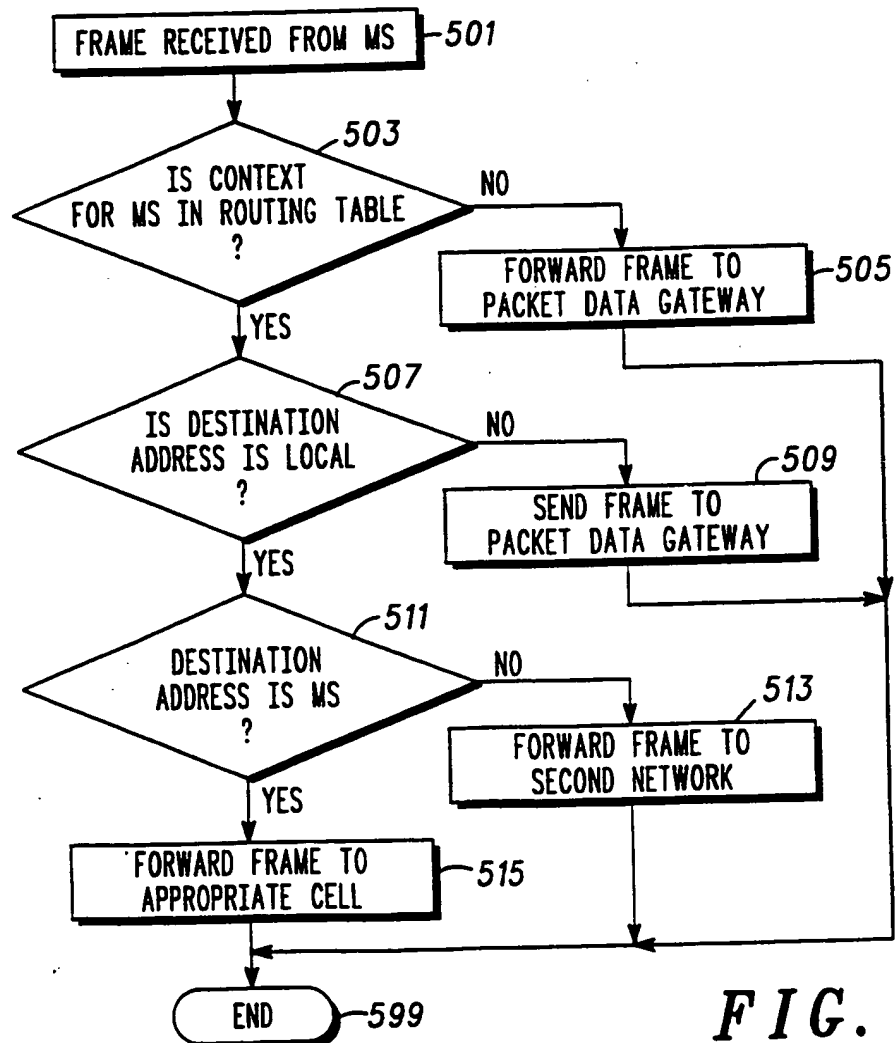 FRAME RECEIVED FROM MS
501
503
IS CONTEXT
FOR MS IN ROUTING TABLE
?
NO
YES
FORWARD FRAME TO
PACKET DATA GATEWAY
505
507
IS DESTINATION
ADDRESS IS LOCAL
?
NO
YES
509
SEND FRAME TO
PACKET DATA GATEWAY
511
DESTINATION
ADDRESS IS MS
?
NO
YES
513
FORWARD FRAME TO
SECOND NETWORK
FORWARD FRAME TO
APPROPRIATE CELL
515
END
599
FIG.